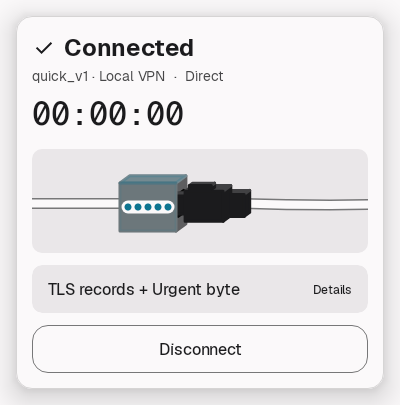 Connected
quick_v1 · Local VPN · Direct
00:00:00
TLS records + Urgent byte Details
Disconnect